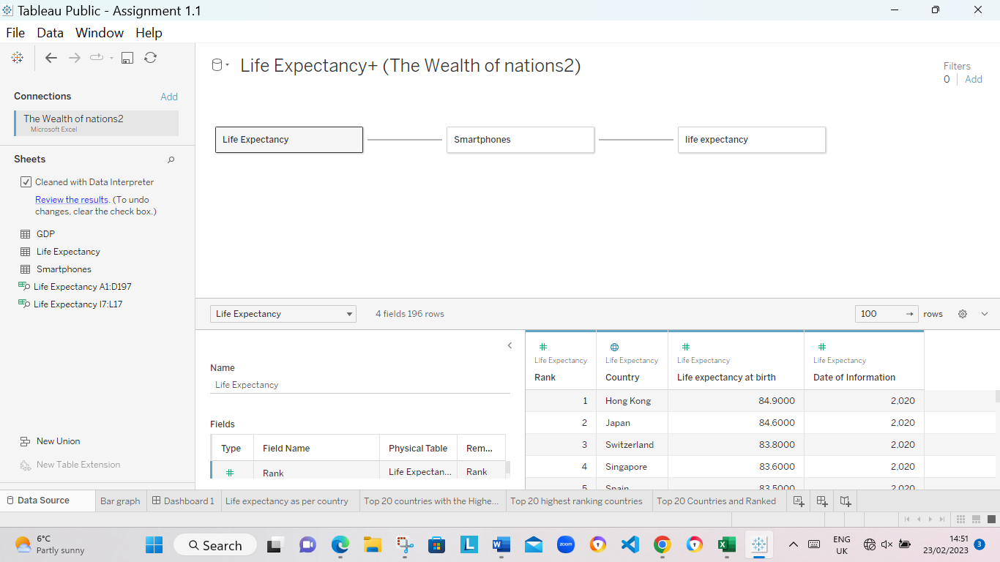 Tableau Public - Assignment 1.1
File Data Window Help
Life Expectancy+ (The Wealth of nations2)
Filters
0 Add
Connections Add
The Wealth of nations2
Microsoft Excel
Sheets
Cleaned with Data Interpreter
Review the results. (To undo
changes, clear the check box.)
GDP
Life Expectancy
Smartphones
Life Expectancy A1:D197
Life Expectancy I7:L17
New Union
New Table Extension
Life Expectancy Smartphones life expectancy
Life Expectancy 4 fields 196 rows 100 rows
Name
Life Expectancy
Fields
Type Field Name Physical Table Rem...
Rank Life Expectan... Rank
Life Expectancy Life Expectancy Life Expectancy Life Expectancy
Rank Country Life expectancy at birth Date of Information
1 Hong Kong 84.9000 2,020
2 Japan 84.6000 2,020
3 Switzerland 83.8000 2,020
4 Singapore 83.6000 2,020
5 Spain 83.5000 2,020
Data Source Bar graph Dashboard 1 Life expectancy as per country Top 20 countries with the Highe... Top 20 highest ranking countries Top 20 Countries and Ranked
6°C
Partly sunny
Search
L
W
zoom
X
ENG
UK
14:51
23/02/2023
3